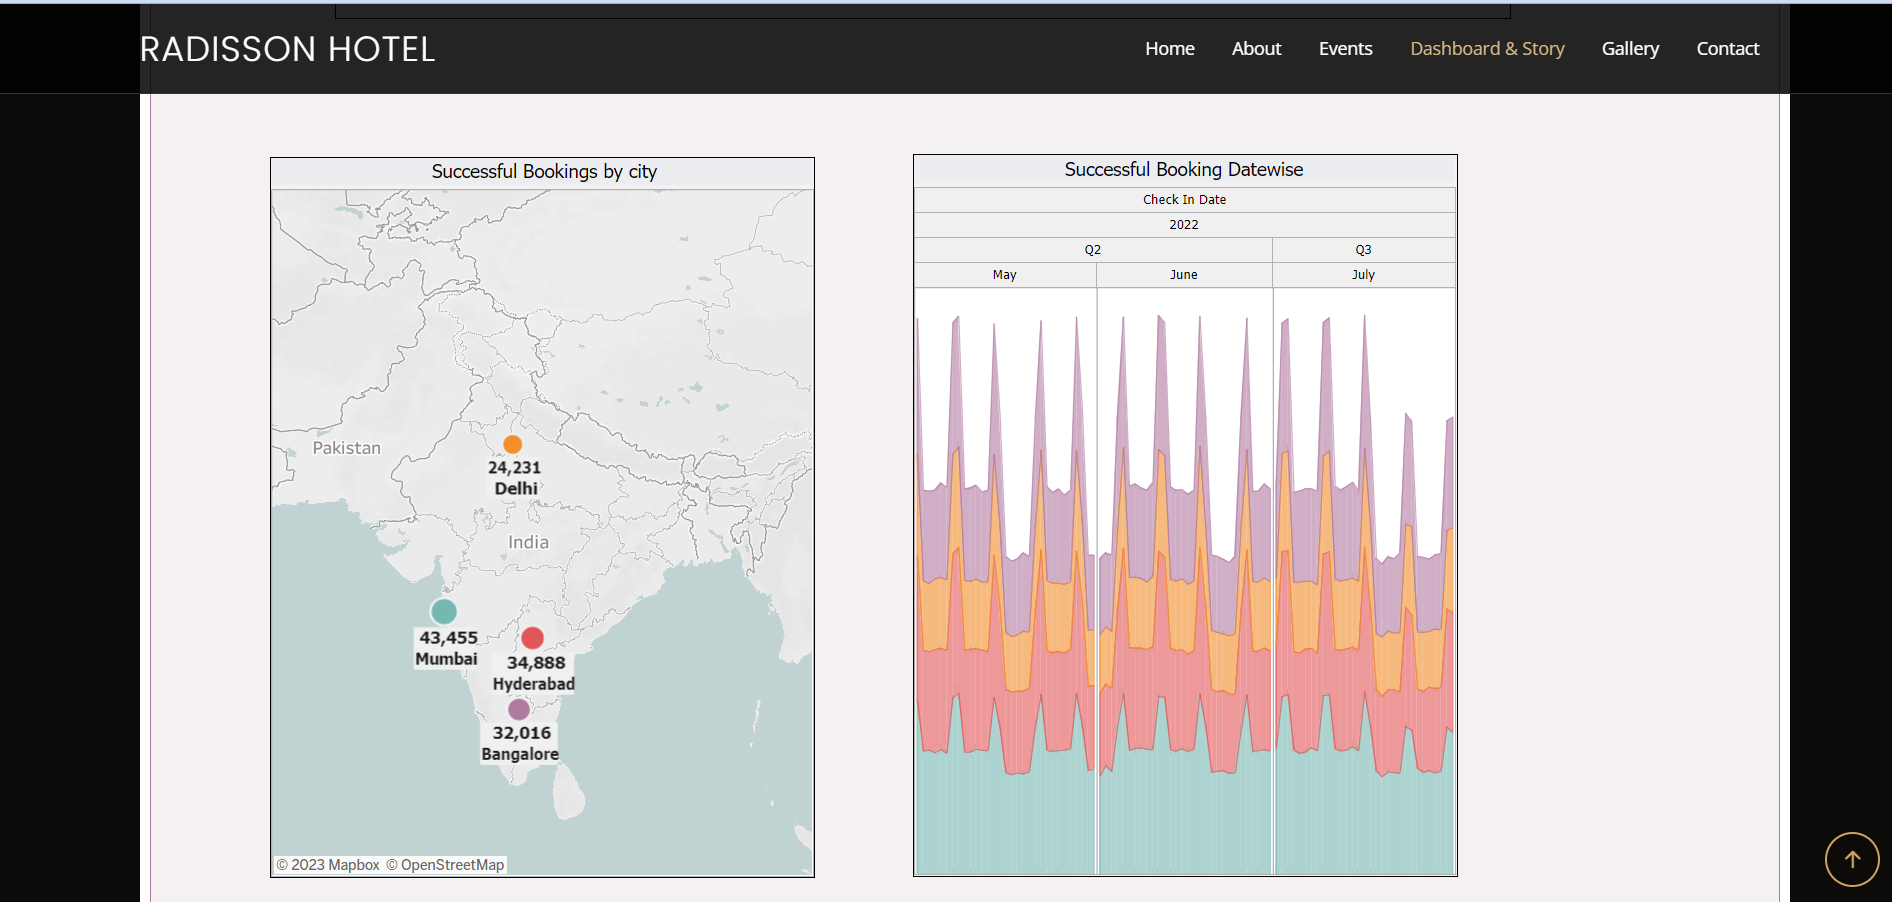 RADISSON HOTEL
Home About Events Dashboard & Story Gallery Contact
Successful Bookings by city
Pakistan
24,231
Delhi
India
43,455
Mumbai
34,888
Hyderabad
32,016
Bangalore
© 2023 Mapbox © OpenStreetMap
Successful Booking Datewise
Check In Date
2022
Q2 Q3
May June July